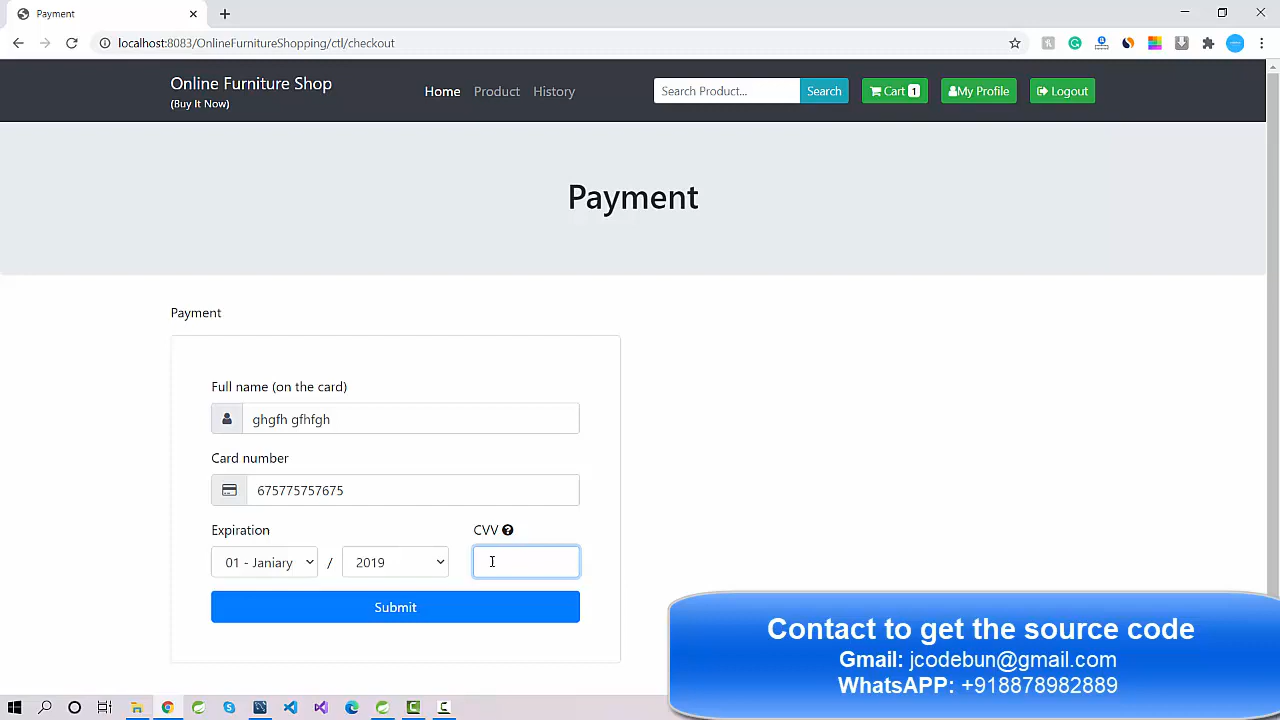 Payment
localhost:8083/OnlineFurnitureShopping/ctl/checkout
Online Furniture Shop
(Buy It Now)
Home Product History
Search Product... Search Cart 1 My Profile Logout
Payment
Payment
Full name (on the card)
ghgfh gfhfgh
Card number
675775757675
Expiration CVV
01 - Janiary / 2019
Submit
Contact to get the source code
Gmail: jcodebun@gmail.com
WhatsAPP: +918878982889